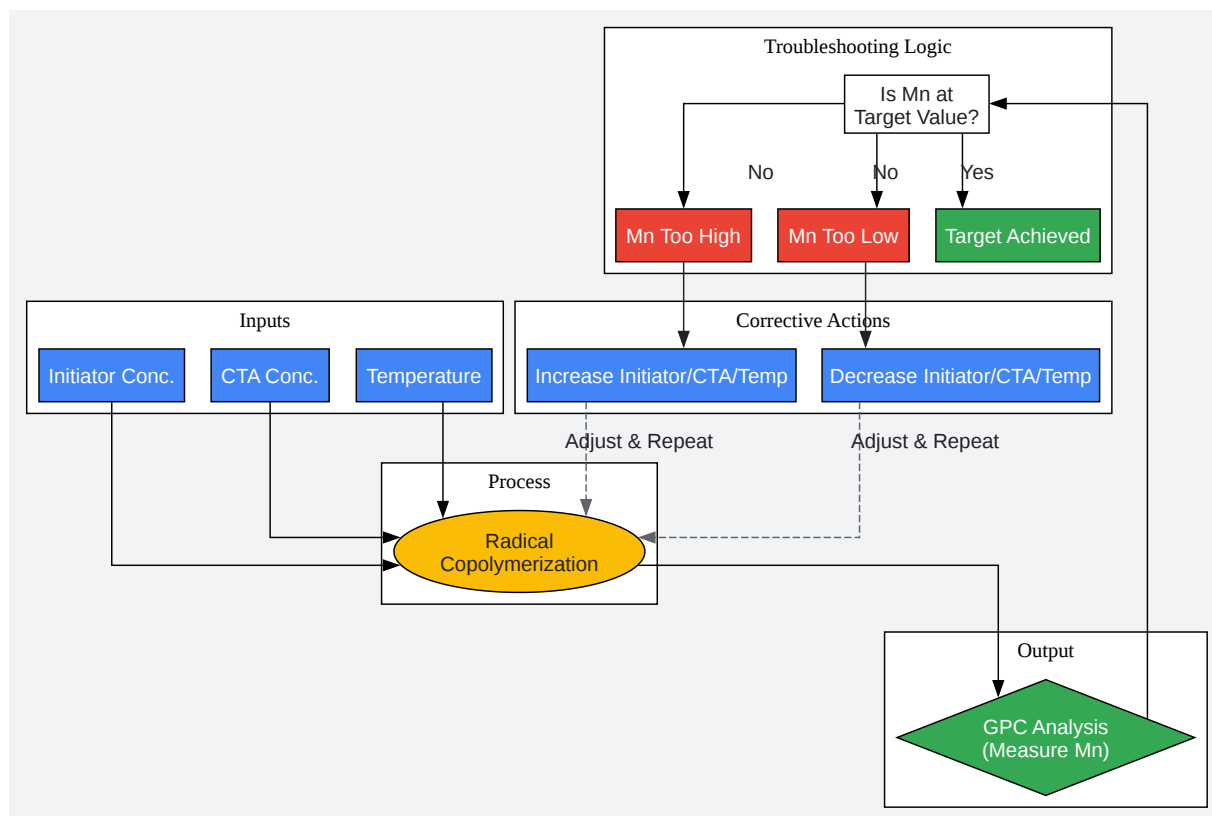 Troubleshooting Logic
Is Mn at
Target Value?
No
No
Yes
Mn Too High
Mn Too Low
Target Achieved
Inputs
Initiator Conc.
CTA Conc.
Temperature
Corrective Actions
Increase Initiator/CTA/Temp
Decrease Initiator/CTA/Temp
Adjust & Repeat
Adjust & Repeat
Process
Radical
Copolymerization
Output
GPC Analysis
(Measure Mn)